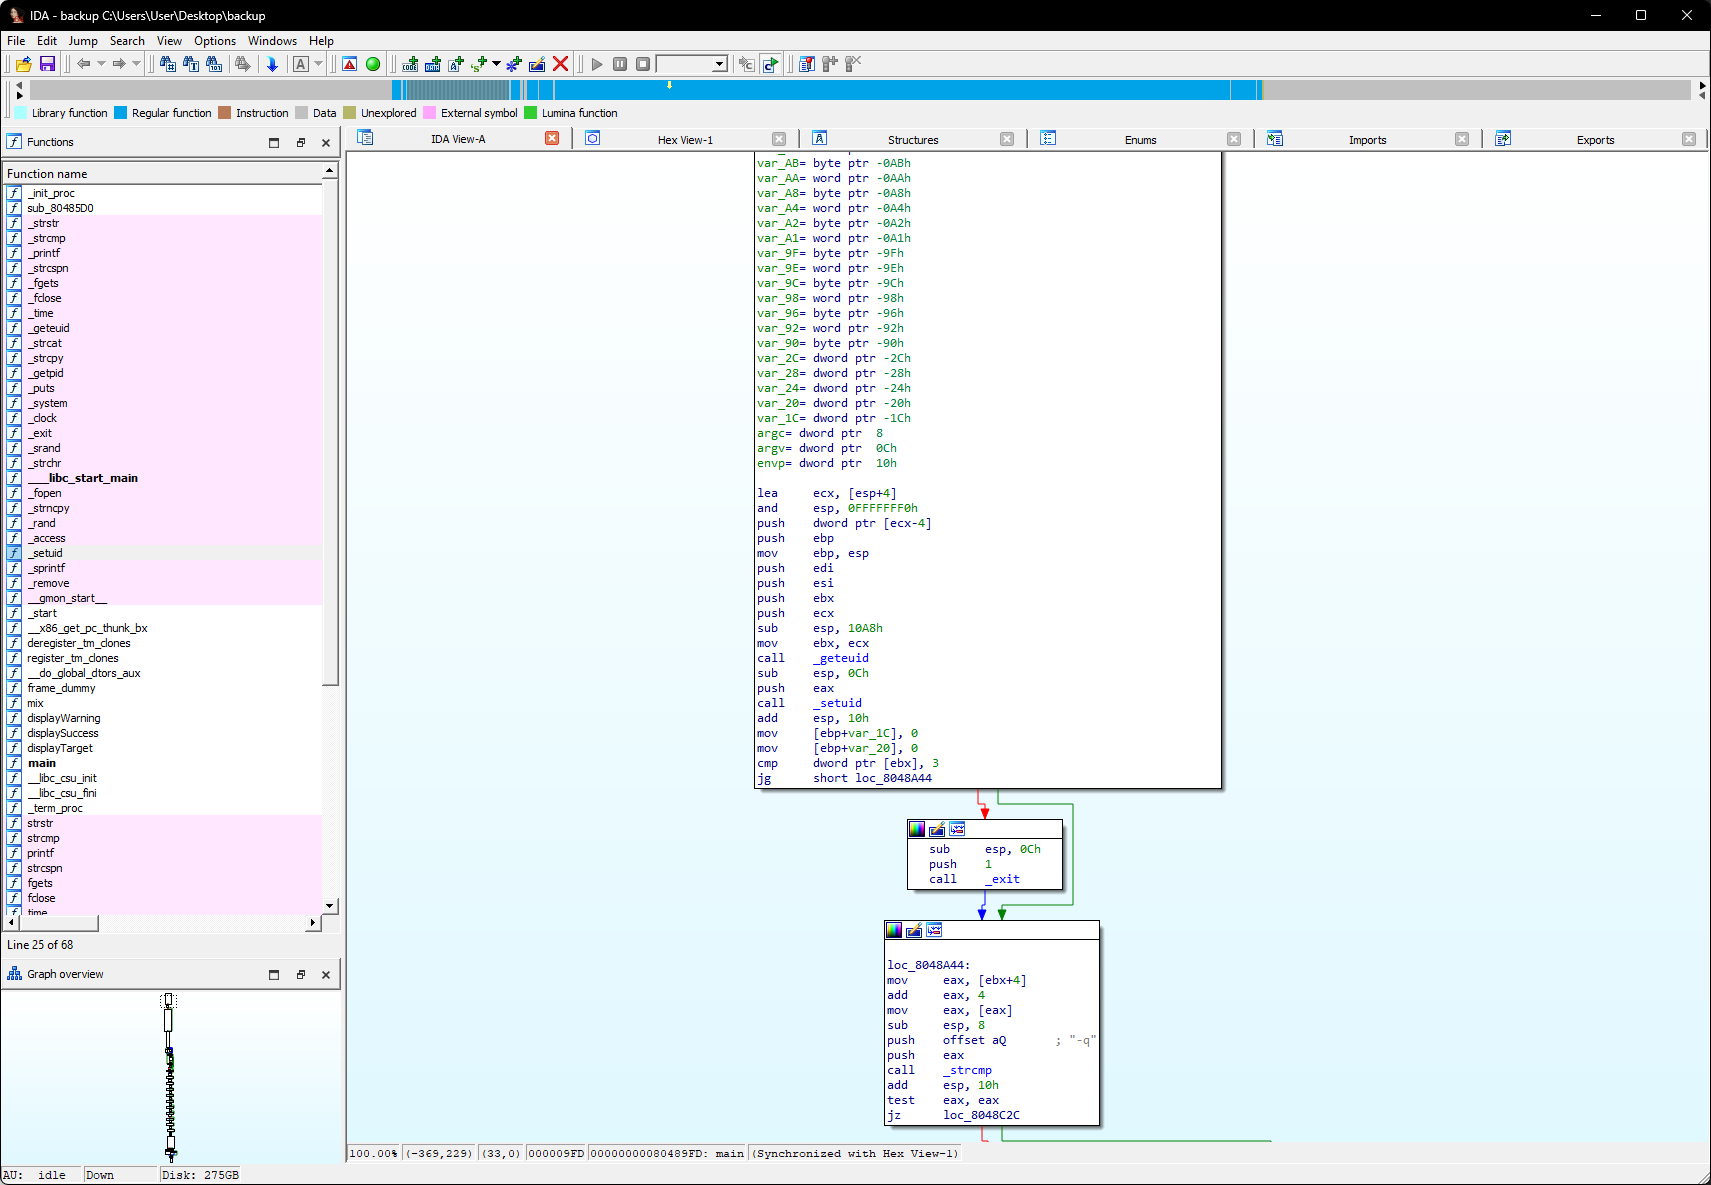 IDA - backup C:\Users\User\Desktop\backup
File Edit Jump Search View Options Windows Help
Library function Regular function Instruction Data Unexplored External symbol Lumina function
Functions
Function name
_init_proc
sub_80485D0
_strstr
_strcmp
_printf
_strcspn
_fgets
_fclose
_time
_geteuid
_strcat
_strcpy
_getpid
_puts
_system
_clock
_exit
_srand
_strchr
___libc_start_main
_fopen
_strncpy
_rand
_access
_setuid
_sprintf
_remove
__gmon_start__
_start
__x86_get_pc_thunk_bx
deregister_tm_clones
register_tm_clones
__do_global_dtors_aux
frame_dummy
mix
displayWarning
displaySuccess
displayTarget
main
__libc_csu_init
__libc_csu_fini
_term_proc
strstr
strcmp
printf
strcspn
fgets
fclose
time
Line 25 of 68
Graph overview
IDA View-A Hex View-1 Structures Enums Imports Exports
var_AB= byte ptr -0ABh
var_AA= word ptr -0AAh
var_A8= byte ptr -0A8h
var_A4= word ptr -0A4h
var_A2= byte ptr -0A2h
var_A1= word ptr -0A1h
var_9F= byte ptr -9Fh
var_9E= word ptr -9Eh
var_9C= byte ptr -9Ch
var_98= word ptr -98h
var_96= byte ptr -96h
var_92= word ptr -92h
var_90= byte ptr -90h
var_2C= dword ptr -2Ch
var_28= dword ptr -28h
var_24= dword ptr -24h
var_20= dword ptr -20h
var_1C= dword ptr -1Ch
argc= dword ptr 8
argv= dword ptr 0Ch
envp= dword ptr 10h
lea ecx, [esp+4]
and esp, 0FFFFFFF0h
push dword ptr [ecx-4]
push ebp
mov ebp, esp
push edi
push esi
push ebx
push ecx
sub esp, 10A8h
mov ebx, ecx
call _geteuid
sub esp, 0Ch
push eax
call _setuid
add esp, 10h
mov [ebp+var_1C], 0
mov [ebp+var_20], 0
cmp dword ptr [ebx], 3
jg short loc_8048A44
sub esp, 0Ch
push 1
call _exit
loc_8048A44:
mov eax, [ebx+4]
add eax, 4
mov eax, [eax]
sub esp, 8
push offset aQ ; "-q"
push eax
call _strcmp
add esp, 10h
test eax, eax
jz loc_8048C2C
100.00% (-369,229) (33,0) 000009FD 00000000080489FD: main (Synchronized with Hex View-1)
AU: idle Down Disk: 275GB